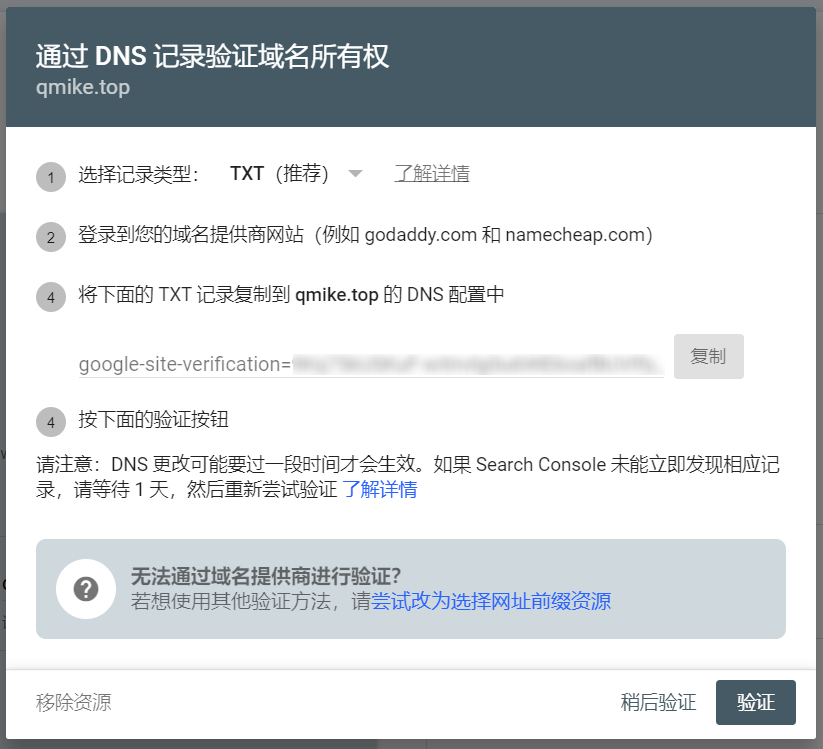 通过 DNS 记录验证域名所有权
qmike.top
1 选择记录类型： TXT（推荐） 了解详情
2 登录到您的域名提供商网站（例如 godaddy.com 和 namecheap.com）
4 将下面的 TXT 记录复制到 qmike.top 的 DNS 配置中
google-site-verification=
复制
4 按下面的验证按钮
请注意：DNS 更改可能要过一段时间才会生效。如果 Search Console 未能立即发现相应记
录，请等待 1 天，然后重新尝试验证 了解详情
无法通过域名提供商进行验证？
若想使用其他验证方法，请尝试改为选择网址前缀资源
移除资源 稍后验证 验证